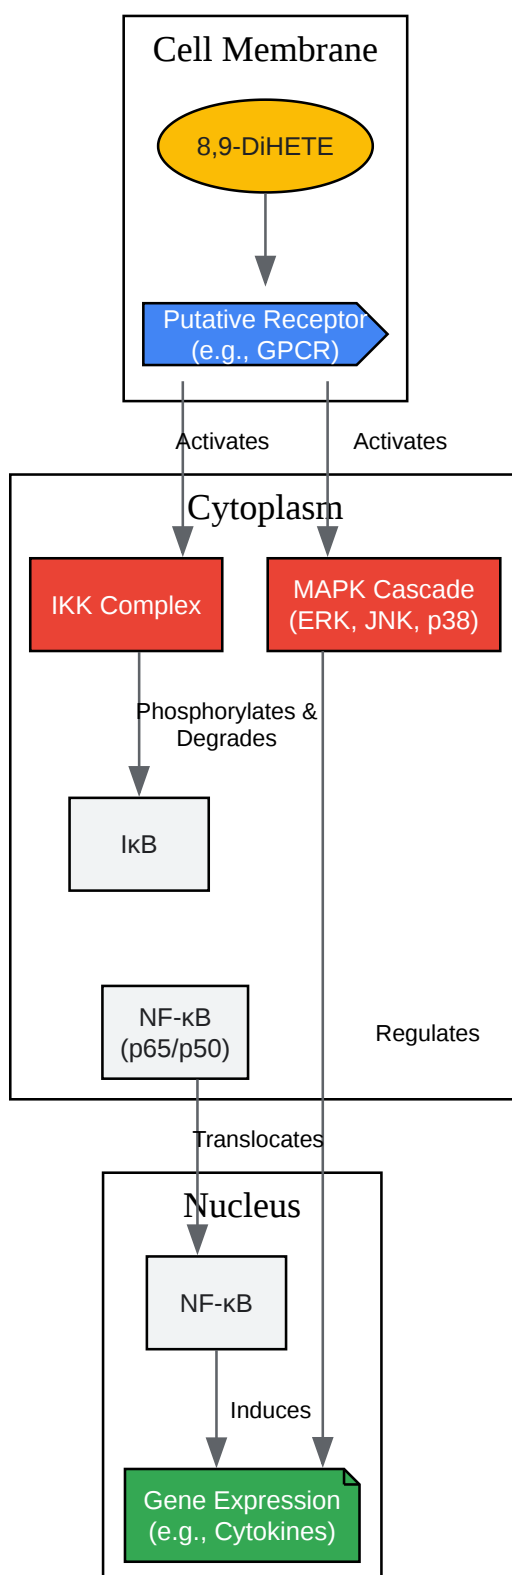 Cell Membrane
8,9-DiHETE
Putative Receptor
(e.g., GPCR)
Activates
Activates
Cytoplasm
IKK Complex
MAPK Cascade
(ERK, JNK, p38)
Phosphorylates &
Degrades
IκB
NF-κB
(p65/p50)
Regulates
Translocates
Nucleus
NF-κB
Induces
Gene Expression
(e.g., Cytokines)